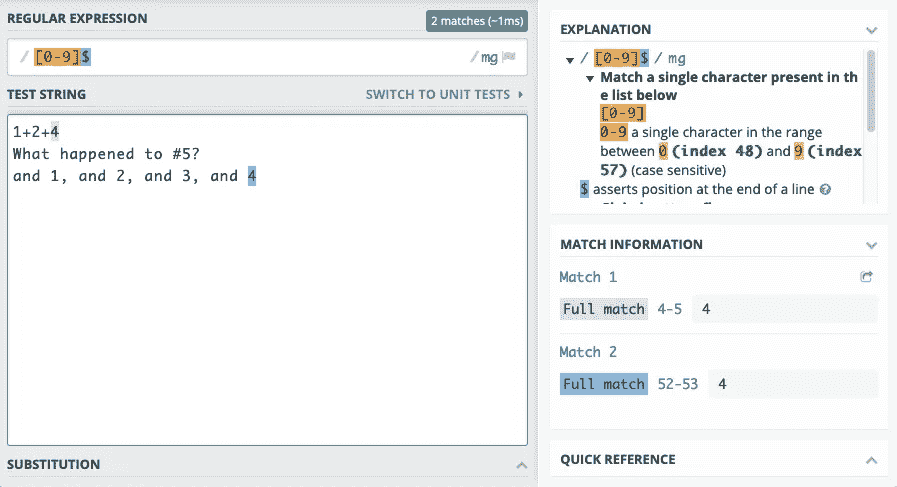 REGULAR EXPRESSION
2 matches (~1ms)
/ [0-9]$
/ mg
TEST STRING
SWITCH TO UNIT TESTS
1+2+4
What happened to #5?
and 1, and 2, and 3, and 4
SUBSTITUTION
EXPLANATION
/ [0-9]$ / mg
Match a single character present in th
e list below
[0-9]
0-9 a single character in the range
between 0 (index 48) and 9 (index
57) (case sensitive)
$ asserts position at the end of a line
MATCH INFORMATION
Match 1
Full match 4-5 4
Match 2
Full match 52-53 4
QUICK REFERENCE